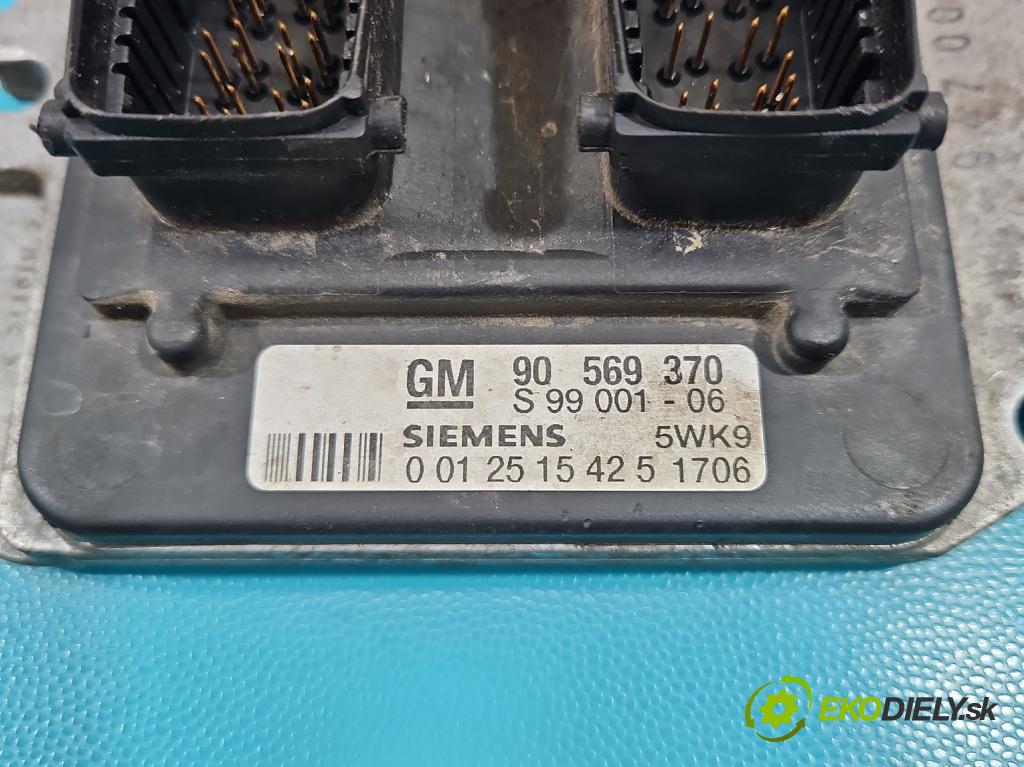 GM 90 569 370
S 99 001 - 06
SIEMENS 5WK9
0 01 25 15 42 5 1706
EKODIELY.sk